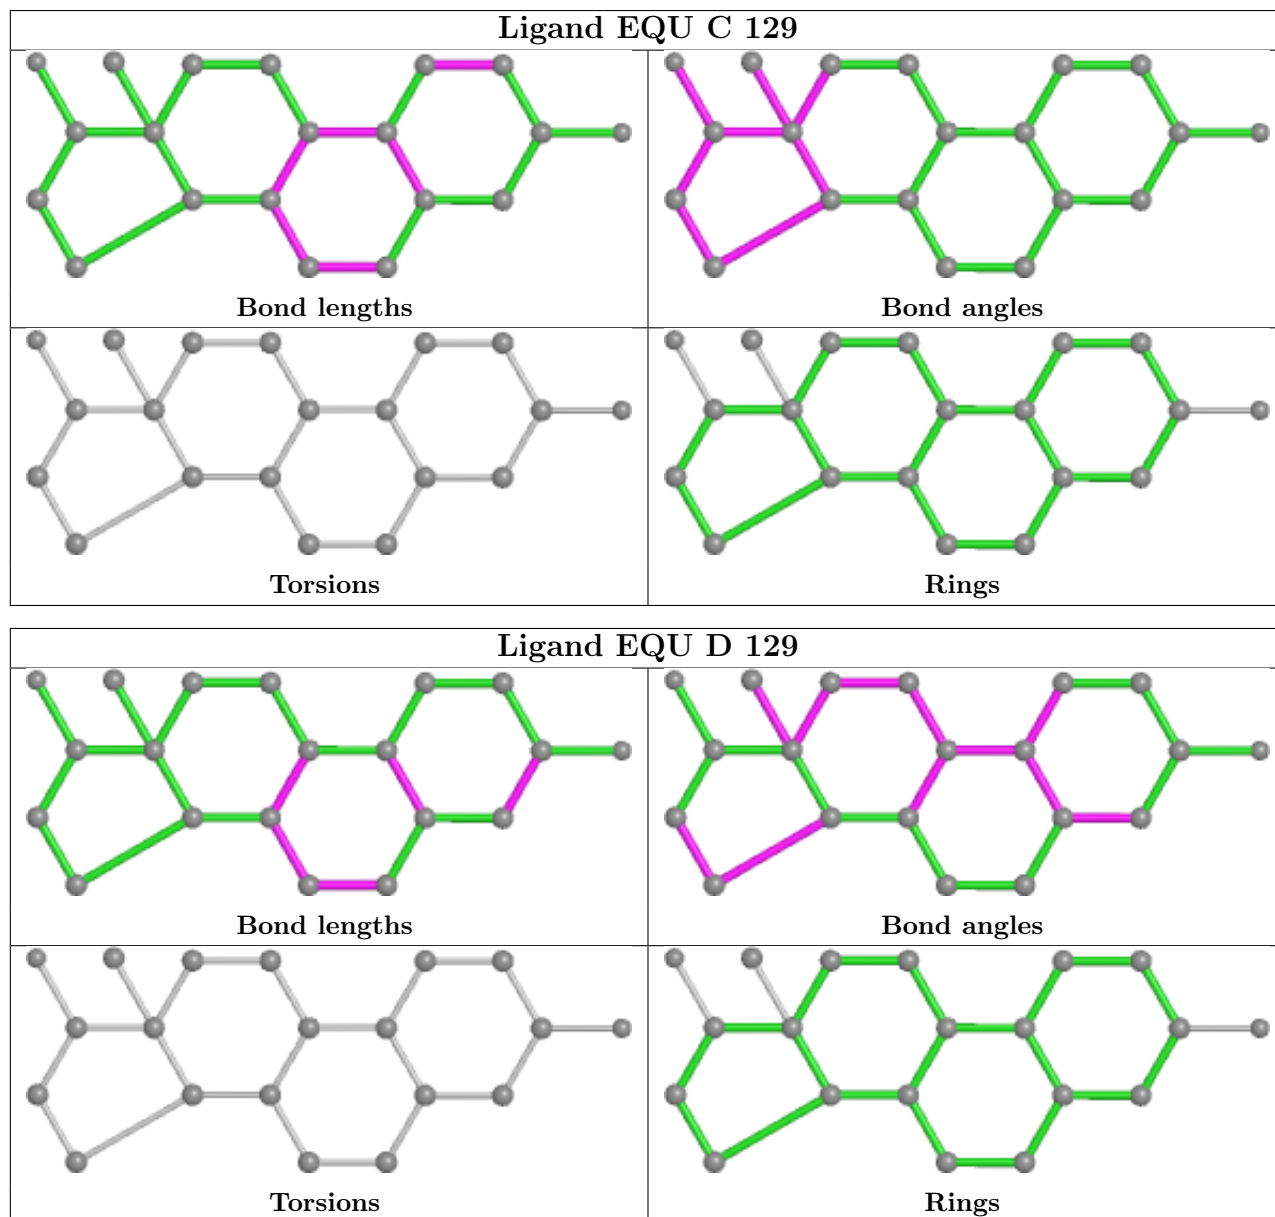 Ligand EQU C 129
Bond lengths
Bond angles
Torsions
Rings
Ligand EQU D 129
Bond lengths
Bond angles
Torsions
Rings